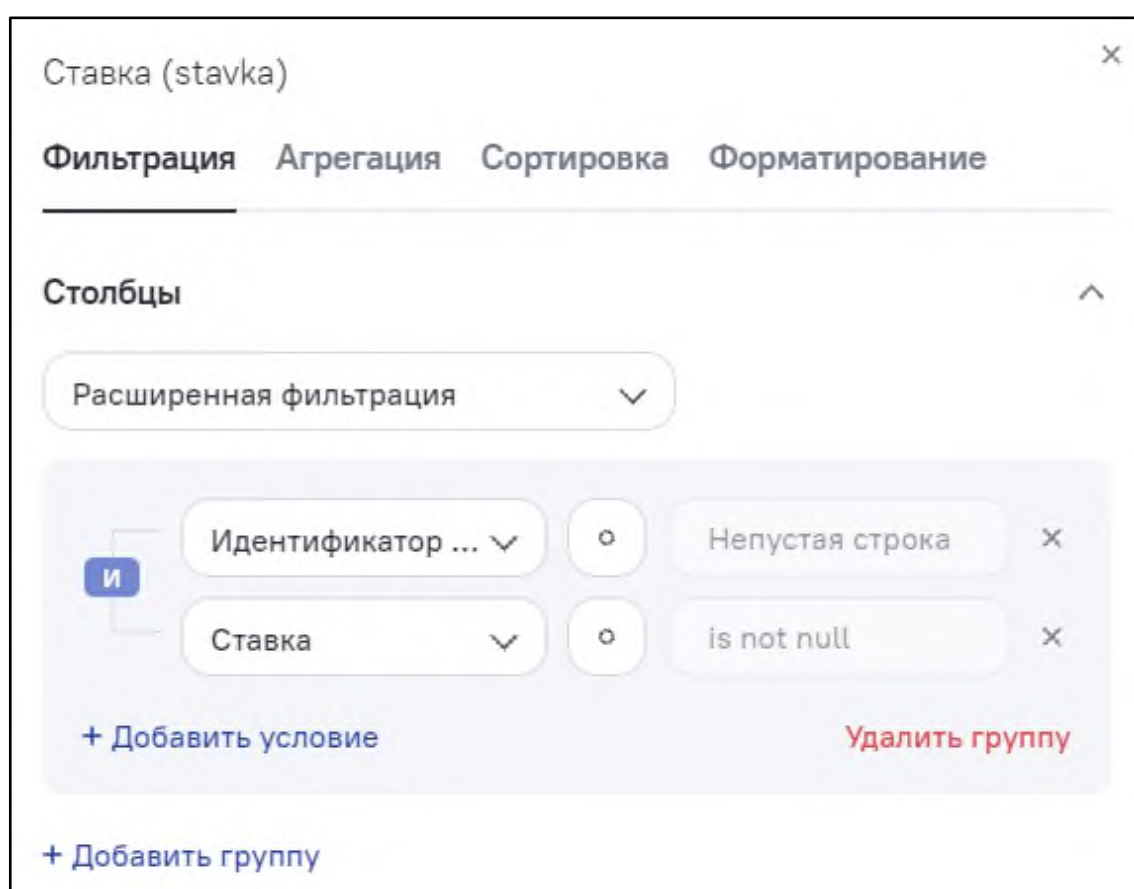 Ставка (stavka)
Фильтрация Агрегация Сортировка Форматирование
Столбцы
Расширенная фильтрация
И
Идентификатор ... Непустая строка
Ставка is not null
+ Добавить условие Удалить группу
+ Добавить группу